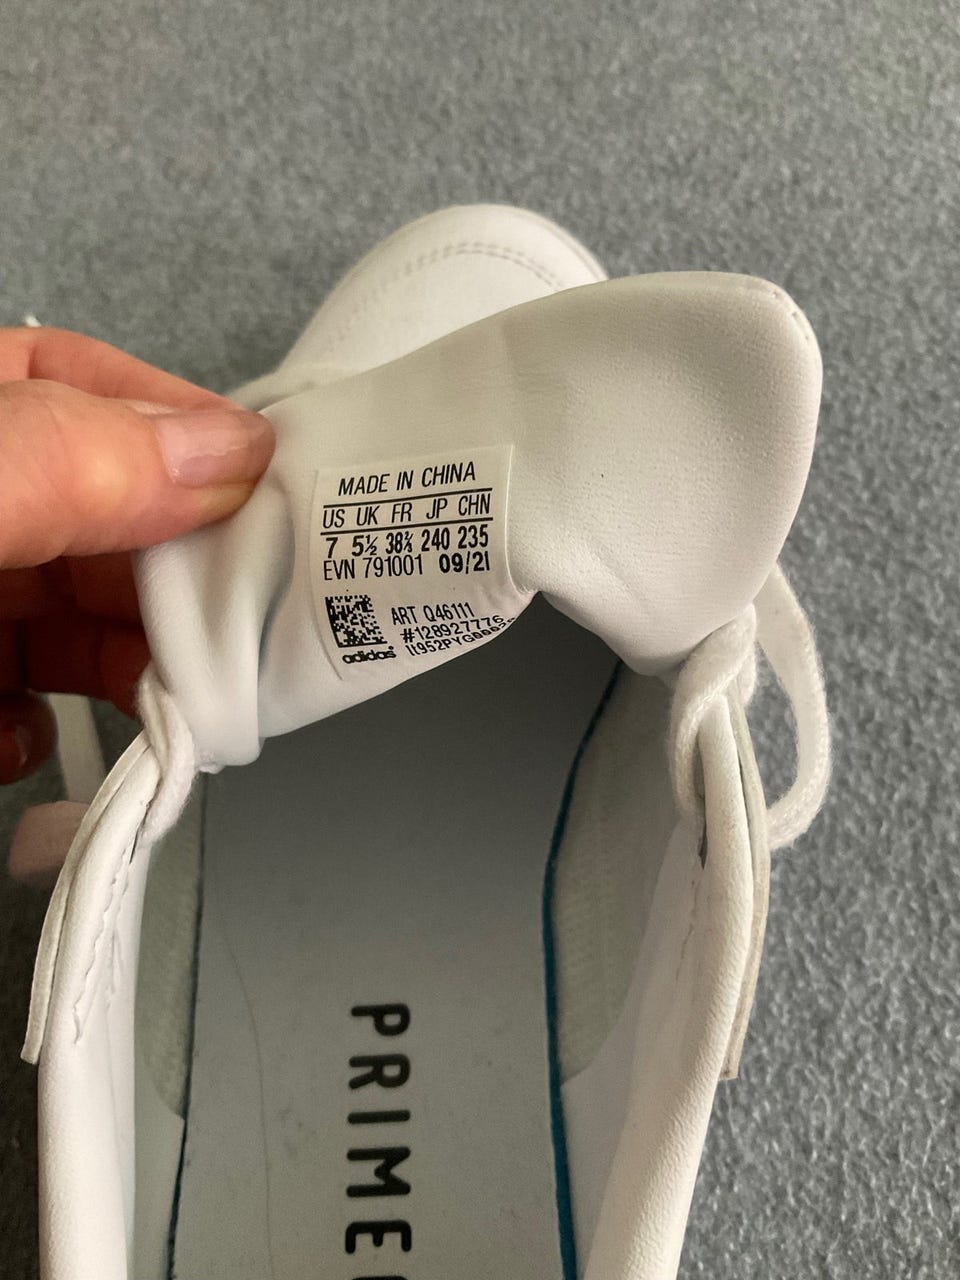 MADE IN CHINA
US UK FR JP CHN
7 5½ 38⅔ 240 235
EVN 791001 09/21
ART Q46111
#128927776
adidas
PRIME